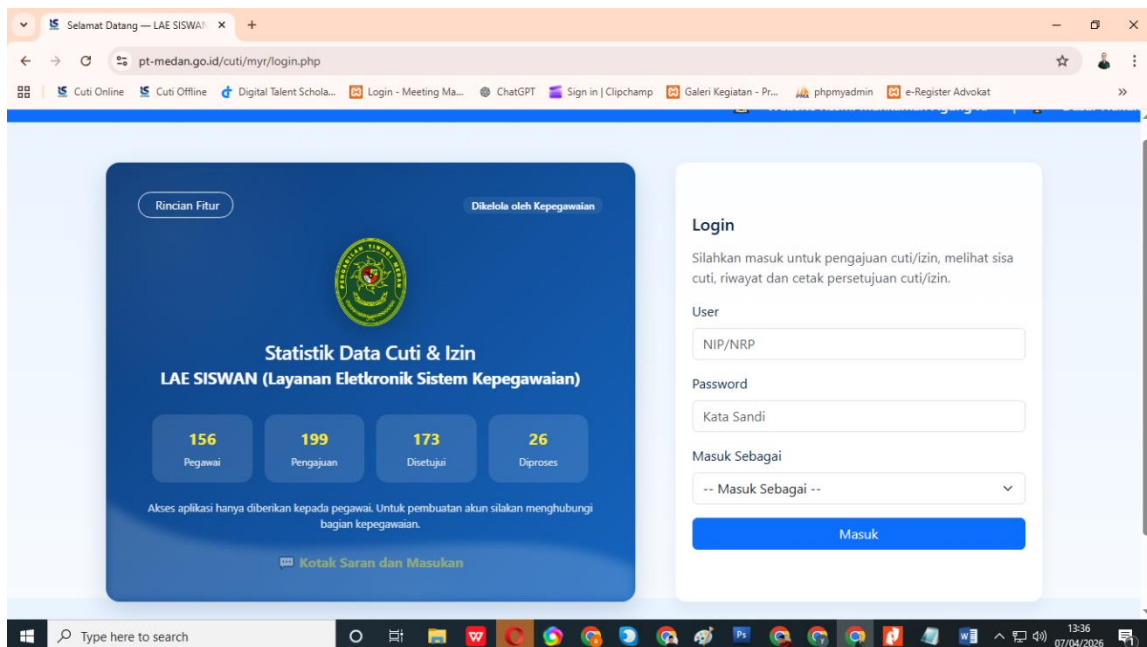 Selamat Datang — LAE SISWAN
pt-medan.go.id/cuti/myr/login.php
Cuti Online
Cuti Offline
Digital Talent Schola...
Login - Meeting Ma...
ChatGPT
Sign in | Clipchamp
Galeri Kegiatan - Pr...
phpmyadmin
e-Register Advokat
Rincian Fitur
Dikelola oleh Kepegawaian
PENGADILAN TINGGI MEDAN
Statistik Data Cuti & Izin
LAE SISWAN (Layanan Eletkronik Sistem Kepegawaian)
156
Pegawai
199
Pengajuan
173
Disetujui
26
Diproses
Akses aplikasi hanya diberikan kepada pegawai. Untuk pembuatan akun silakan menghubungi
bagian kepegawaian.
Kotak Saran dan Masukan
Login
Silahkan masuk untuk pengajuan cuti/izin, melihat sisa
cuti, riwayat dan cetak persetujuan cuti/izin.
User
NIP/NRP
Password
Kata Sandi
Masuk Sebagai
-- Masuk Sebagai --
Masuk
Type here to search
13:36
07/04/2026